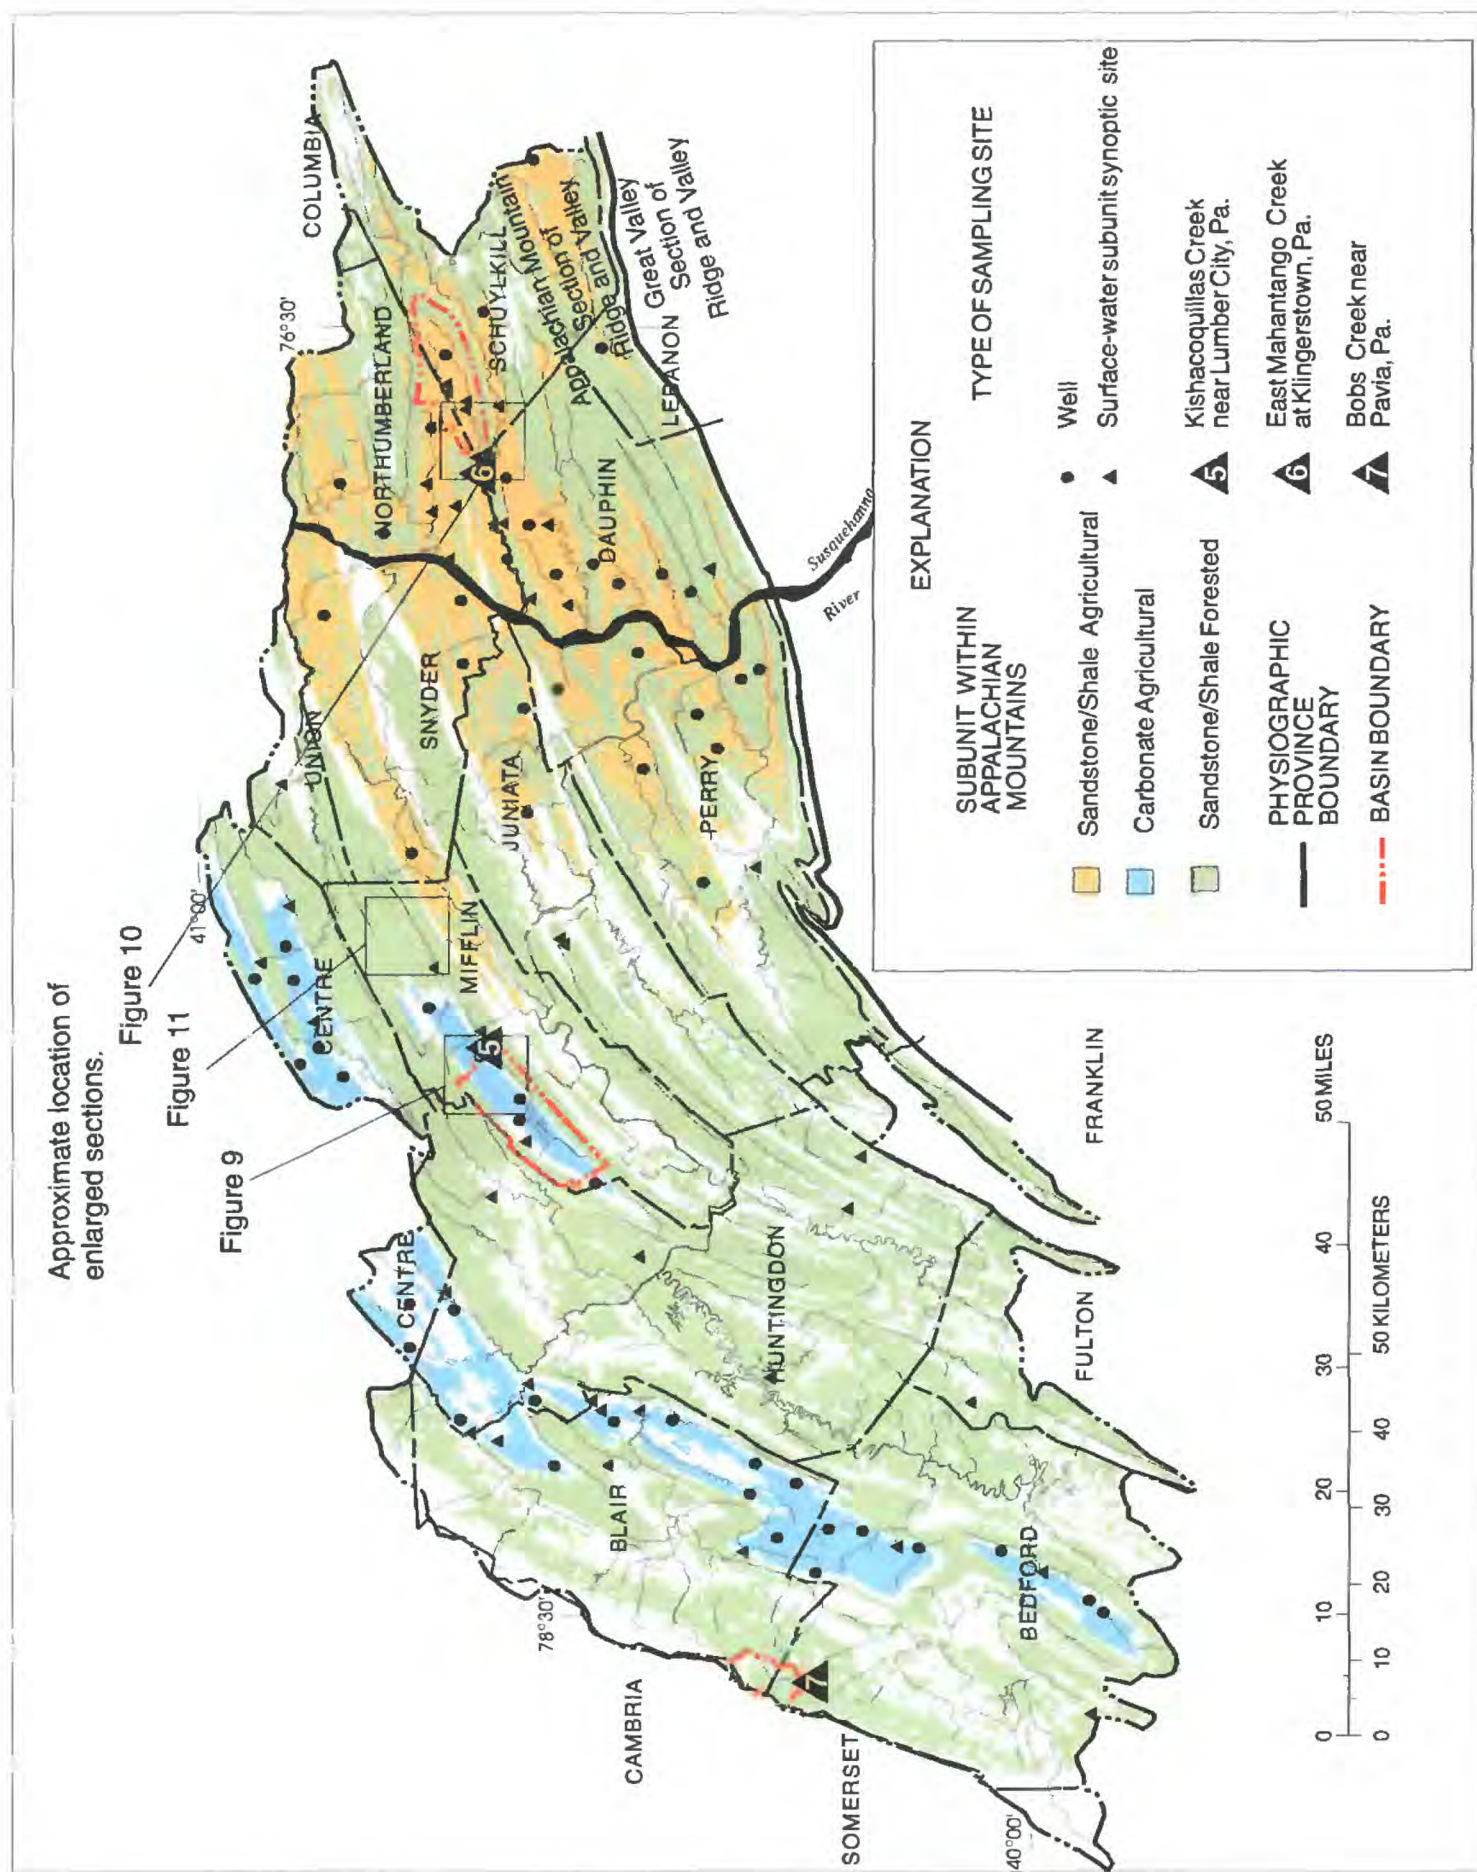 Approximate location of
enlarged sections.
Figure 9
Figure 11
Figure 10
41°00'
76°30'
78°30'
40°00'
COLUMBIA
NORTHUMBERLAND
SCHUYLKILL
Appalachian Mountain
Section of
Ridge and Valley
Great Valley
Section of
Ridge and Valley
LEBANON
DAUPHIN
UNION
SNYDER
JUNIATA
PERRY
MIFFLIN
CENTRE
CENTRE
HUNTINGDON
BLAIR
BEDFORD
CAMBRIA
SOMERSET
FULTON
FRANKLIN
Susquehanna
River
5
6
7
EXPLANATION
SUBUNIT WITHIN
APPALACHIAN
MOUNTAINS
Sandstone/Shale Agricultural
Carbonate Agricultural
Sandstone/Shale Forested
PHYSIOGRAPHIC
PROVINCE
BOUNDARY
BASIN BOUNDARY
TYPE OF SAMPLING SITE
Well
Surface-water subunit synoptic site
5 Kishacoquillas Creek
near Lumber City, Pa.
6 East Mahantango Creek
at Klingerstown, Pa.
7 Bobs Creek near
Pavia, Pa.
0 10 20 30 40 50 MILES
0 10 20 30 40 50 KILOMETERS